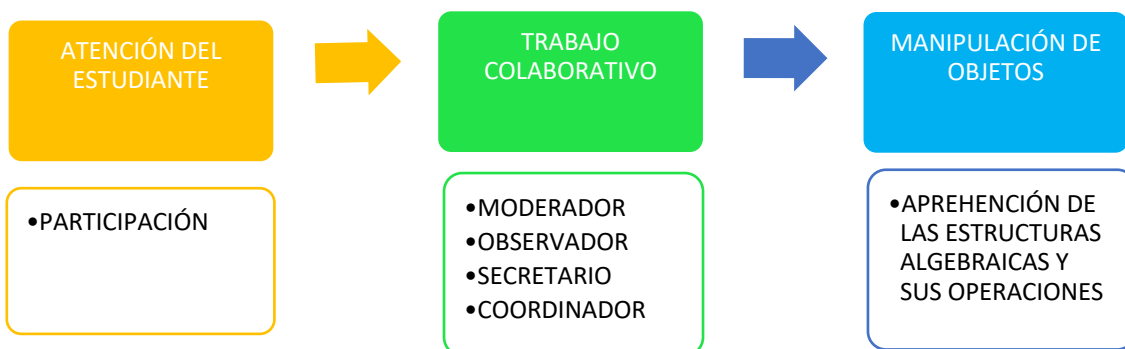 ATENCIÓN DEL
ESTUDIANTE
•PARTICIPACIÓN
TRABAJO
COLABORATIVO
•MODERADOR
•OBSERVADOR
•SECRETARIO
•COORDINADOR
MANIPULACIÓN DE
OBJETOS
•APREHENCIÓN DE
LAS ESTRUCTURAS
ALGEBRAICAS Y
SUS OPERACIONES